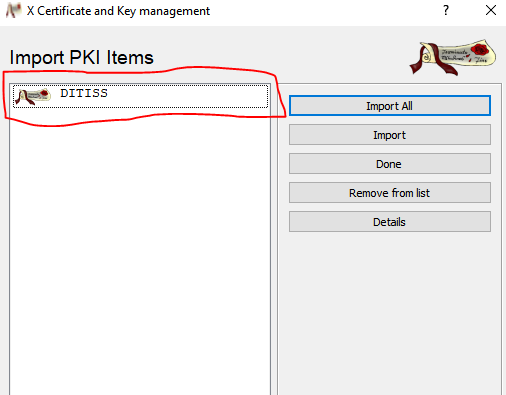 X Certificate and Key management
?
Import PKI Items
DITISS
Import All
Import
Done
Remove from list
Details